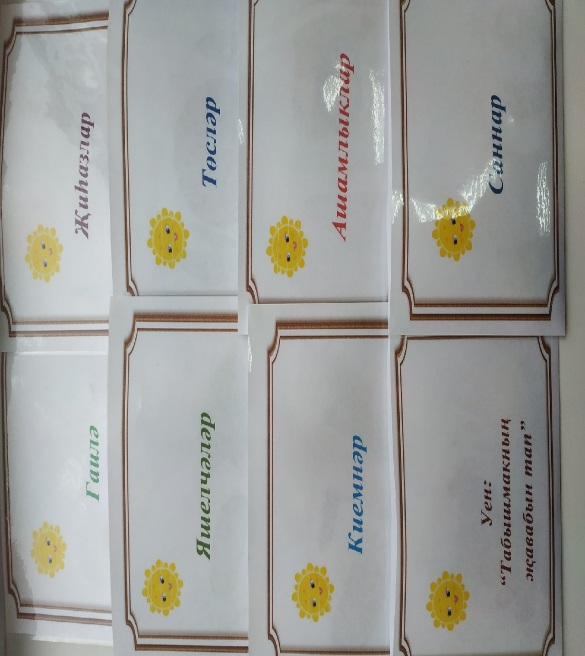 Гаилә
Җиһазлар
Яшелчәләр
Төсләр
Киемнәр
Ашамлыклар
Уен:
“Табышмакның
җавабын тап”
Саннар